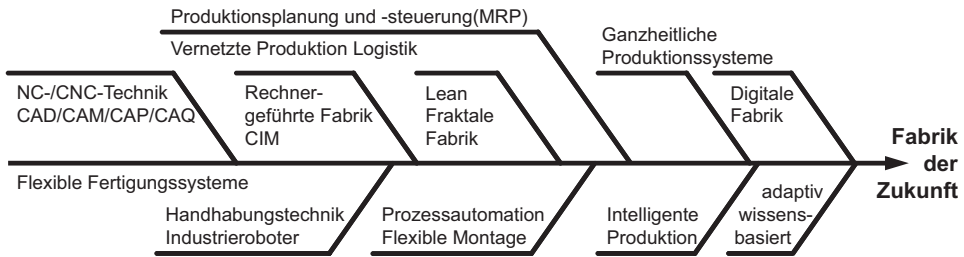 Produktionsplanung und -steuerung(MRP)
Vernetzte Produktion Logistik
Ganzheitliche
Produktionssysteme
NC-/CNC-Technik
CAD/CAM/CAP/CAQ
Rechner-
geführte Fabrik
CIM
Lean
Fraktale
Fabrik
Digitale
Fabrik
Fabrik
der
Zukunft
Flexible Fertigungssysteme
Handhabungstechnik
Industrieroboter
Prozessautomation
Flexible Montage
Intelligente
Produktion
adaptiv
wissens-
basiert